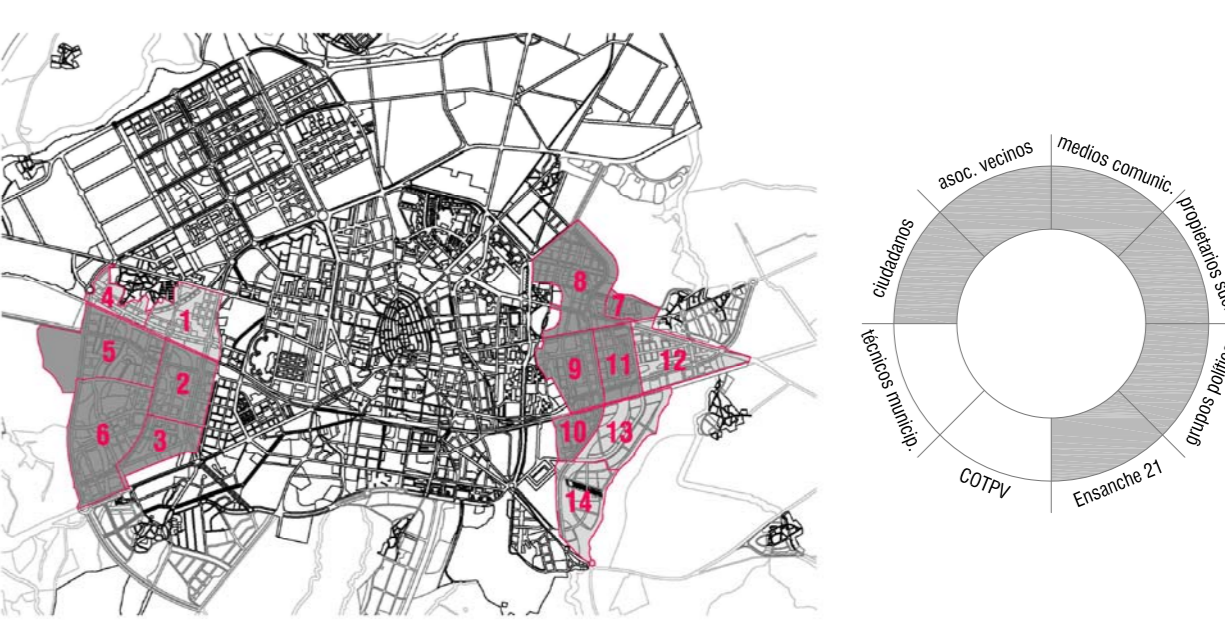 8
4
7
1
5
9
11
12
2
6
3
10
13
14
asoc. vecinos
medios comunic.
ciudadanos
propietarios
técnicos municip.
grupos
COTPV
Ensanche 21